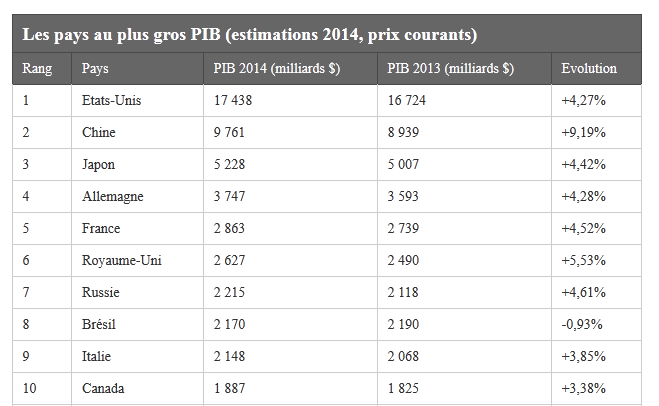 Les pays au plus gros PIB (estimations 2014, prix courants)
Rang Pays PIB 2014 (milliards $) PIB 2013 (milliards $) Evolution
1 Etats-Unis 17 438 16 724 +4,27%
2 Chine 9 761 8 939 +9,19%
3 Japon 5 228 5 007 +4,42%
4 Allemagne 3 747 3 593 +4,28%
5 France 2 863 2 739 +4,52%
6 Royaume-Uni 2 627 2 490 +5,53%
7 Russie 2 215 2 118 +4,61%
8 Brésil 2 170 2 190 -0,93%
9 Italie 2 148 2 068 +3,85%
10 Canada 1 887 1 825 +3,38%